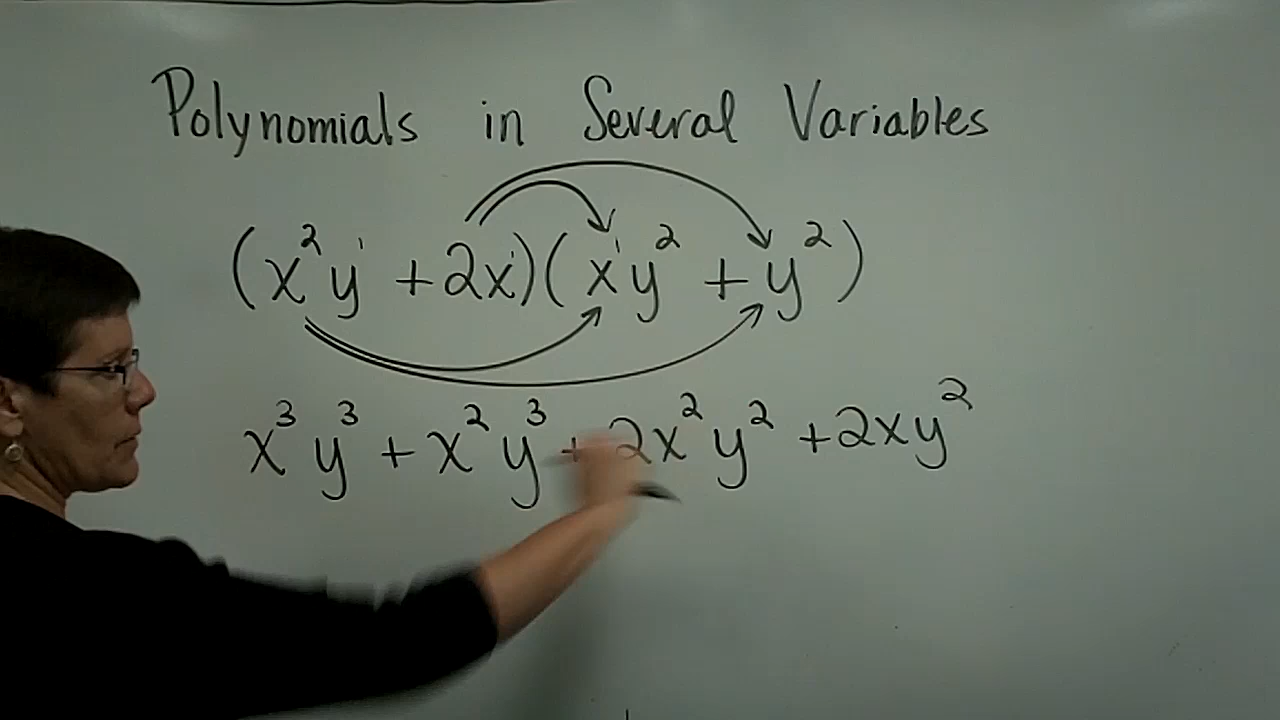 Polynomials in Several Variables
(x²y¹ + 2x¹)(x¹y² + y²)
x³y³ + x²y³ + 2x²y² + 2xy²